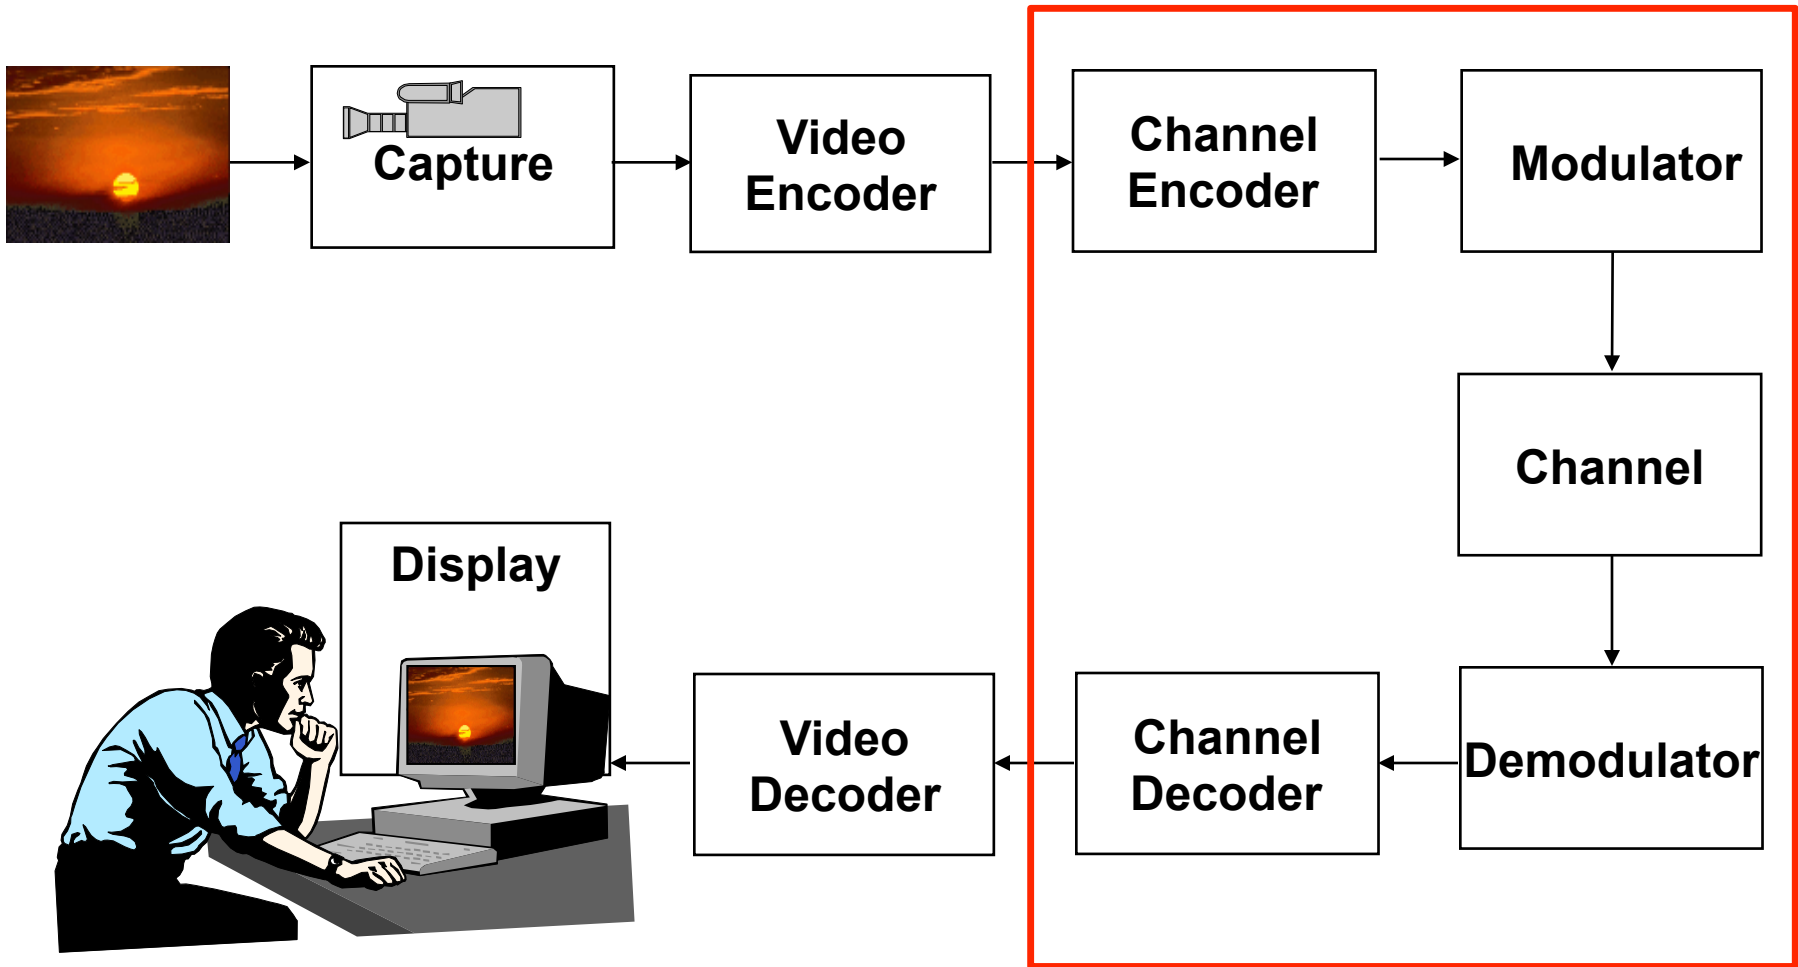 Capture
Video
Encoder
Channel
Encoder
Modulator
Channel
Demodulator
Channel
Decoder
Video
Decoder
Display